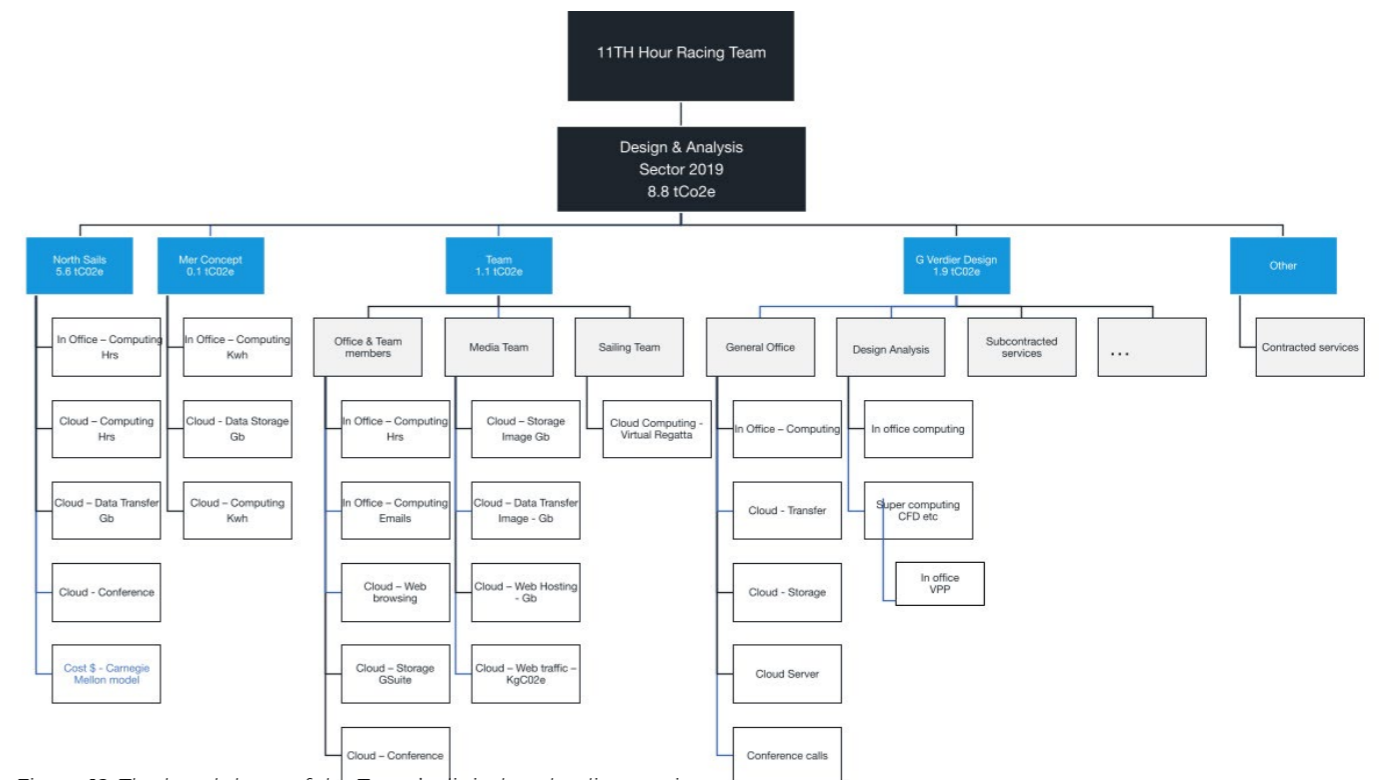 11TH Hour Racing Team
Design & Analysis
Sector 2019
8.8 tCo2e
North Sails
5.6 tC02e
Mer Concept
0.1 tC02e
Team
1.1 tC02e
G Verdier Design
1.9 tC02e
Other
In Office – Computing
Hrs
In Office – Computing
Kwh
Office & Team
members
Media Team
Sailing Team
General Office
Design Analysis
Subcontracted
services
...
Contracted services
Cloud – Computing
Hrs
Cloud - Data Storage
Gb
In Office – Computing
Hrs
Cloud – Storage
Image Gb
Cloud Computing -
Virtual Regatta
In Office – Computing
In office computing
Cloud – Data Transfer
Gb
Cloud – Computing
Kwh
In Office – Computing
Emails
Cloud – Data Transfer
Image - Gb
Cloud - Transfer
Super computing
CFD etc
Cloud - Conference
Cloud – Web
browsing
Cloud – Web Hosting
- Gb
Cloud - Storage
In office
VPP
Cost $ - Carnegie
Mellon model
Cloud – Storage
GSuite
Cloud – Web traffic –
KgC02e
Cloud Server
Cloud – Conference
Conference calls